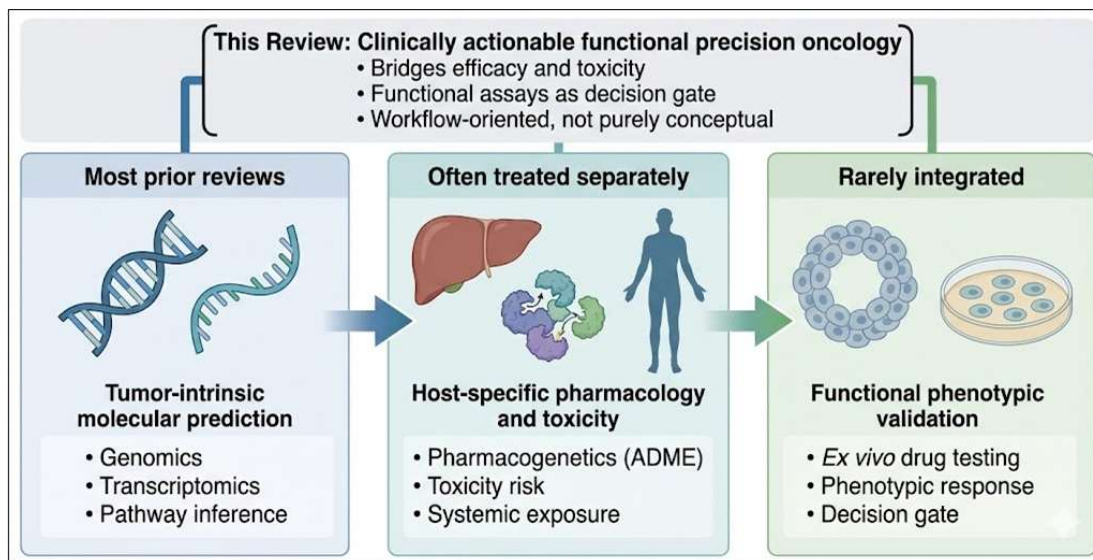 This Review: Clinically actionable functional precision oncology
• Bridges efficacy and toxicity
• Functional assays as decision gate
• Workflow-oriented, not purely conceptual
Most prior reviews
Tumor-intrinsic
molecular prediction
• Genomics
• Transcriptomics
• Pathway inference
Often treated separately
Host-specific pharmacology
and toxicity
• Pharmacogenetics (ADME)
• Toxicity risk
• Systemic exposure
Rarely integrated
Functional phenotypic
validation
• Ex vivo drug testing
• Phenotypic response
• Decision gate